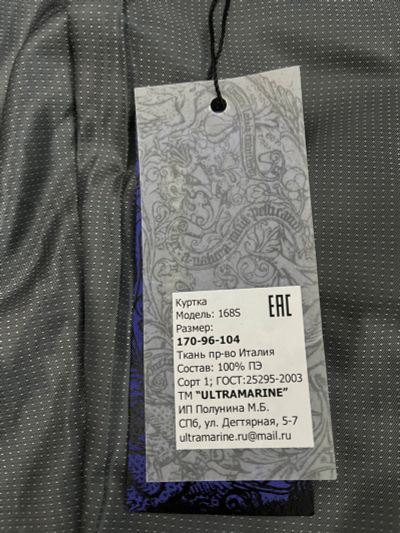 Куртка
EAC
Модель: 168S
Размер:
170-96-104
Ткань пр-во Италия
Состав: 100% ПЭ
Сорт 1; ГОСТ:25295-2003
ТМ “ULTRAMARINE”
ИП Полунина М.Б.
СПб, ул. Дегтярная, 5-7
ultramarine.ru@mail.ru